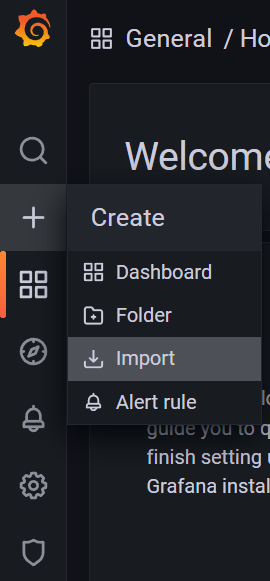 General / Ho
Welcome
Create
Dashboard
Folder
Import
Alert rule
guide you to q
finish setting u
Grafana instal